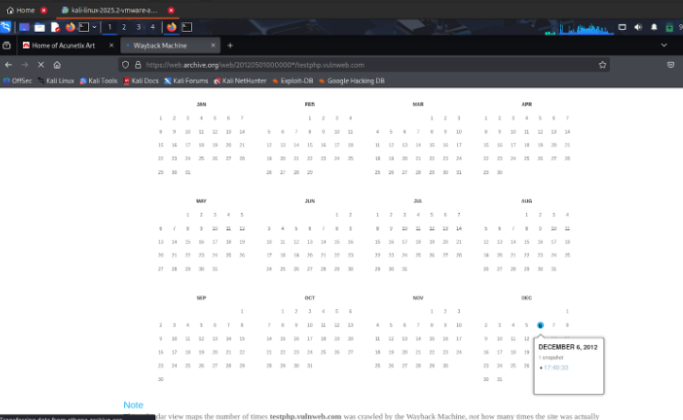 Home
kali-linux-2025.2-vmware-a...
1 2 3 4
Home of Acunetix Art
Wayback Machine
https://web.archive.org/web/20120501000000*/testphp.vulnweb.com
OffSec Kali Linux Kali Tools Kali Docs Kali Forums Kali NetHunter Exploit-DB Google Hacking DB
JAN FEB MAR APR
1 2 3 4 5 6 7 1 2 3 4 1 2 3 1 2 3 4 5 6 7
8 9 10 11 12 13 14 5 6 7 8 9 10 11 4 5 6 7 8 9 10 8 9 10 11 12 13 14
15 16 17 18 19 20 21 12 13 14 15 16 17 18 11 12 13 14 15 16 17 15 16 17 18 19 20 21
22 23 24 25 26 27 28 19 20 21 22 23 24 25 18 19 20 21 22 23 24 22 23 24 25 26 27 28
29 30 31 26 27 28 29 25 26 27 28 29 30 31 29 30
MAY JUN JUL AUG
1 2 3 4 5 1 2 1 2 3 4 5 6 7 1 2 3 4
6 7 8 9 10 11 12 3 4 5 6 7 8 9 8 9 10 11 12 13 14 5 6 7 8 9 10 11
13 14 15 16 17 18 19 10 11 12 13 14 15 16 15 16 17 18 19 20 21 12 13 14 15 16 17 18
20 21 22 23 24 25 26 17 18 19 20 21 22 23 22 23 24 25 26 27 28 19 20 21 22 23 24 25
27 28 29 30 31 24 25 26 27 28 29 30 29 30 31 26 27 28 29 30 31
SEP OCT NOV DEC
1 1 2 3 4 5 6 1 2 3 1
2 3 4 5 6 7 8 7 8 9 10 11 12 13 4 5 6 7 8 9 10 2 3 4 5 6 7 8
9 10 11 12 13 14 15 14 15 16 17 18 19 20 11 12 13 14 15 16 17 9 10 11 12
16 17 18 19 20 21 22 21 22 23 24 25 26 27 18 19 20 21 22 23 24 16 17 18 19
23 24 25 26 27 28 29 28 29 30 31 25 26 27 28 29 30 23 24 25 26
30 30 31
DECEMBER 6, 2012
1 snapshot
Note
dar view maps the number of times testphp.vulnweb.com was crawled by the Wayback Machine, not how many times the site was actually